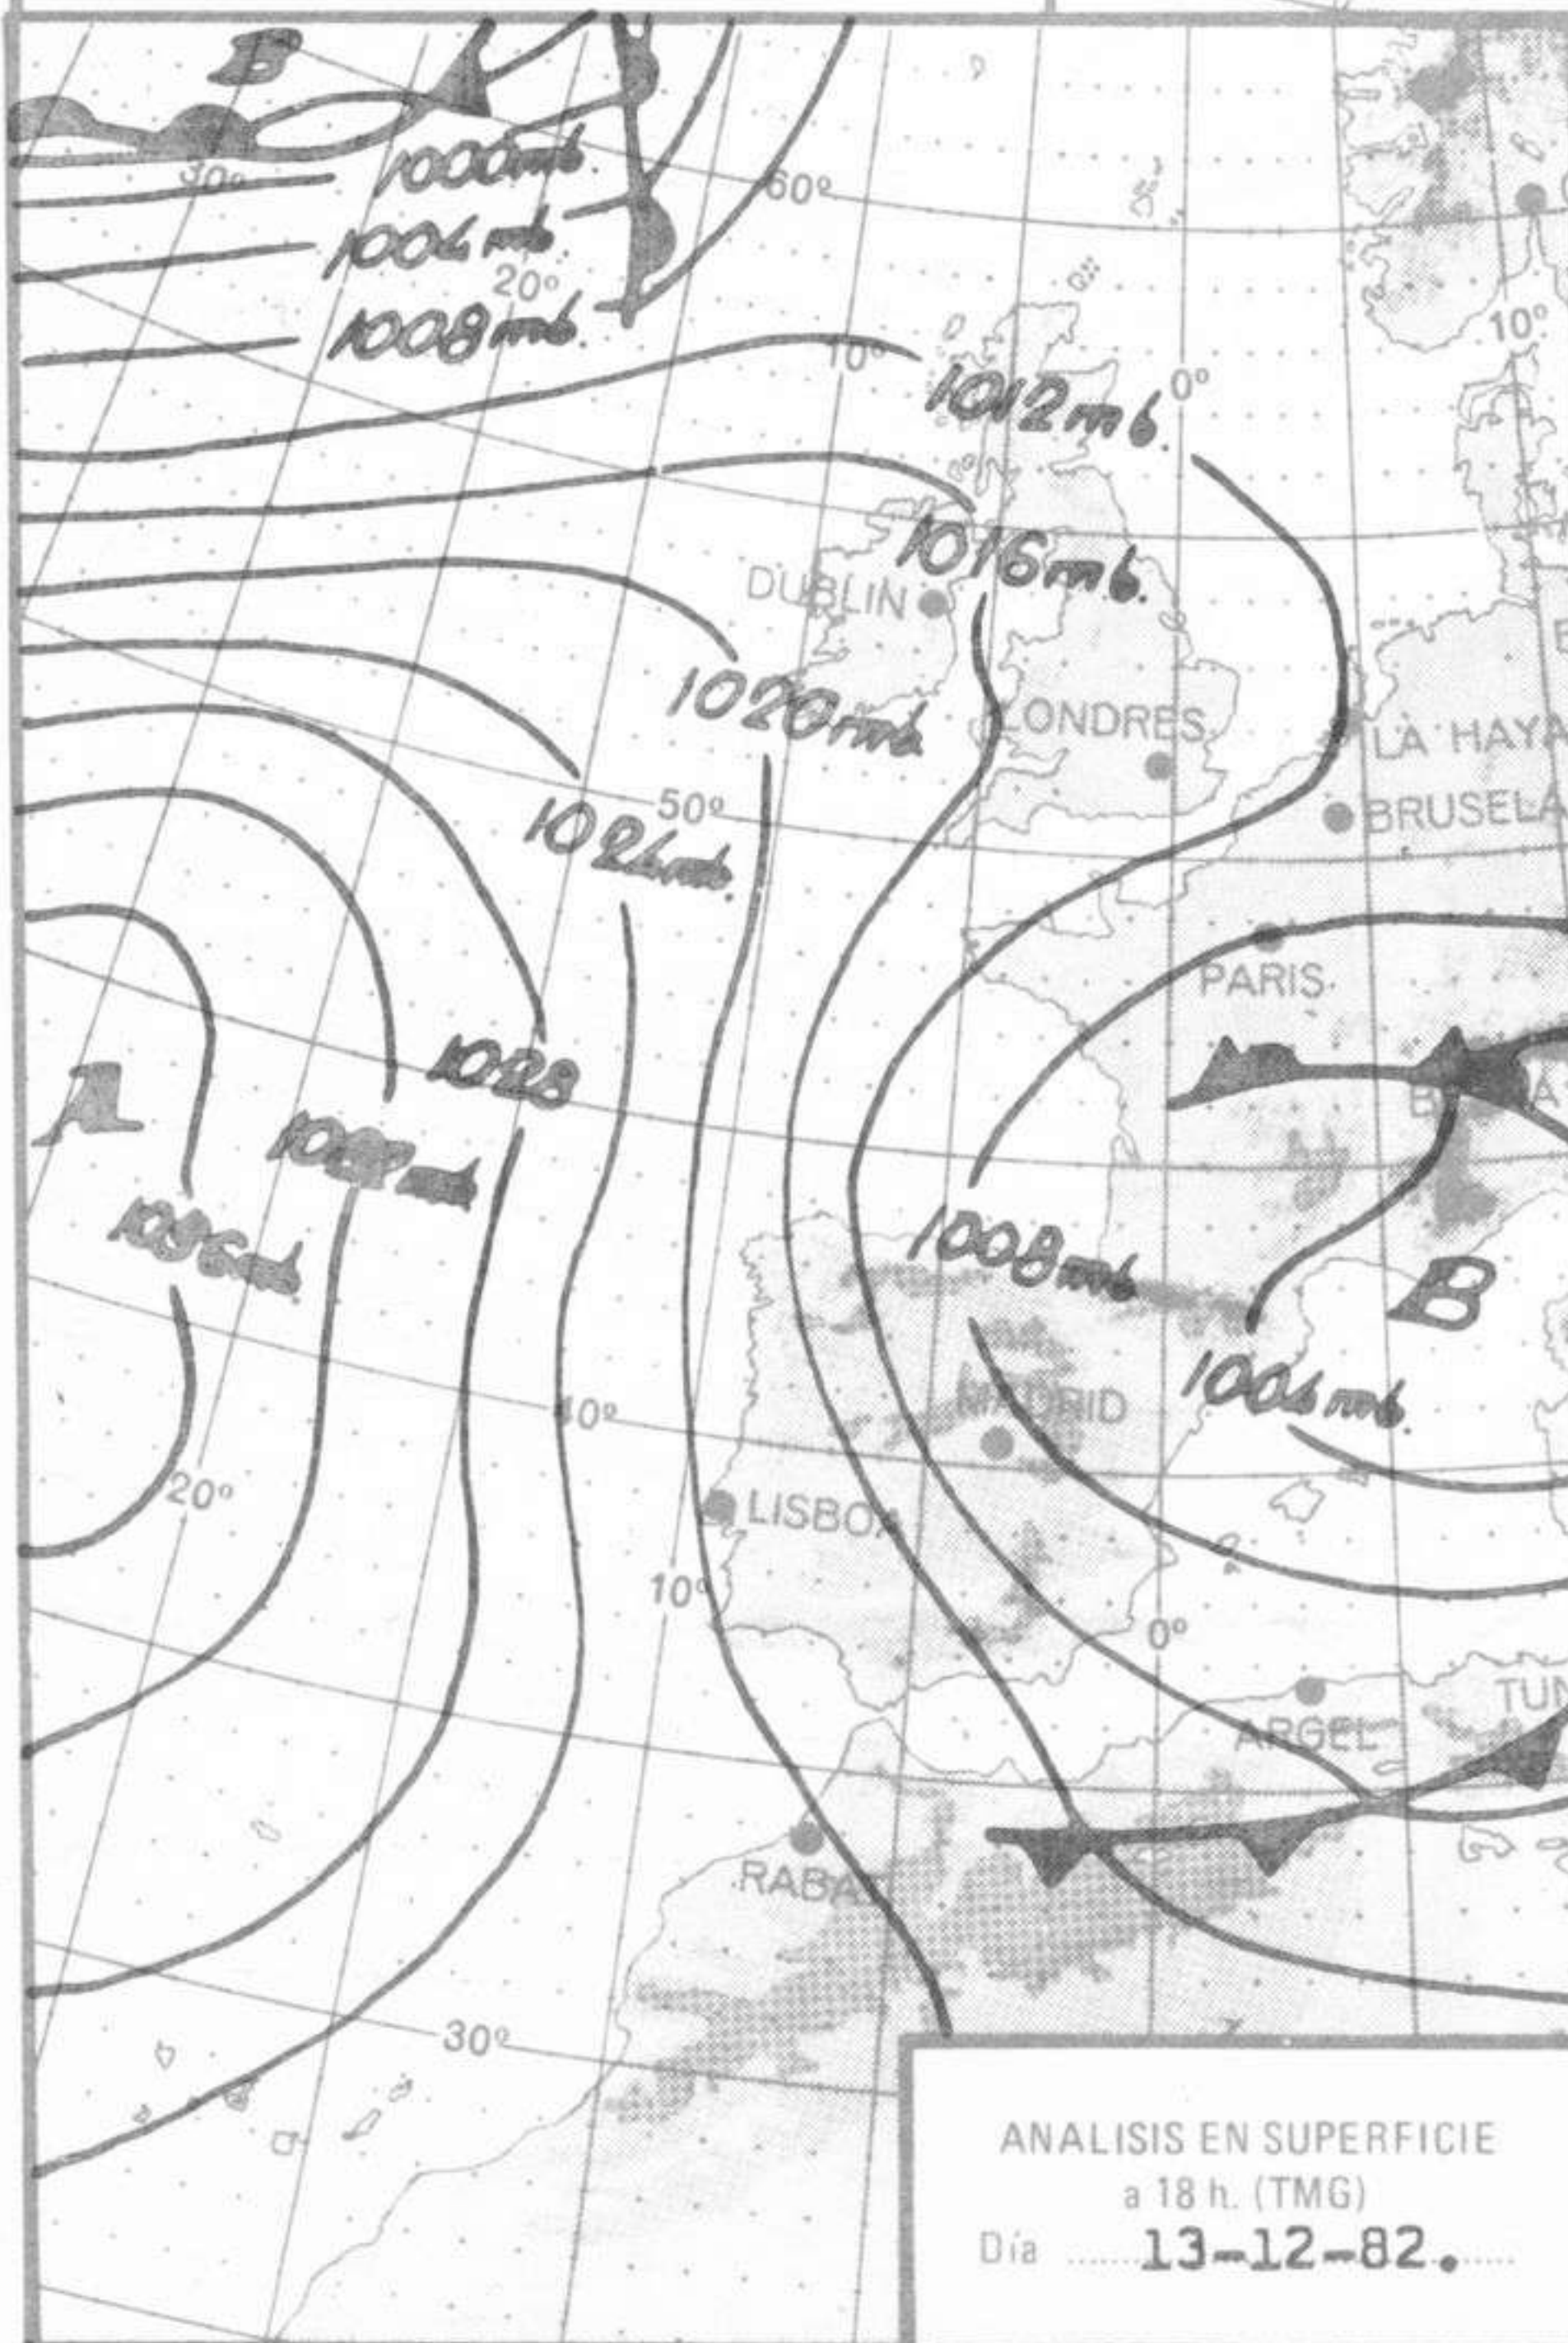 B
30º
1000mb.
60º
1004mb.
20º
1008mb.
10º
10º
0º
1012mb.
1016mb.
DUBLIN
1020mb.
LONDRES
LA HAYA
50º
BRUSELA
1024mb.
PARIS
1028
A
1036mb.
1008mb
B
MADRID
1004mb.
40º
20º
LISBOA
10º
0º
TUN
ARGEL
RABAT
30º
ANALISIS EN SUPERFICIE
a 18 h. (TMG)
Día 13-12-82.